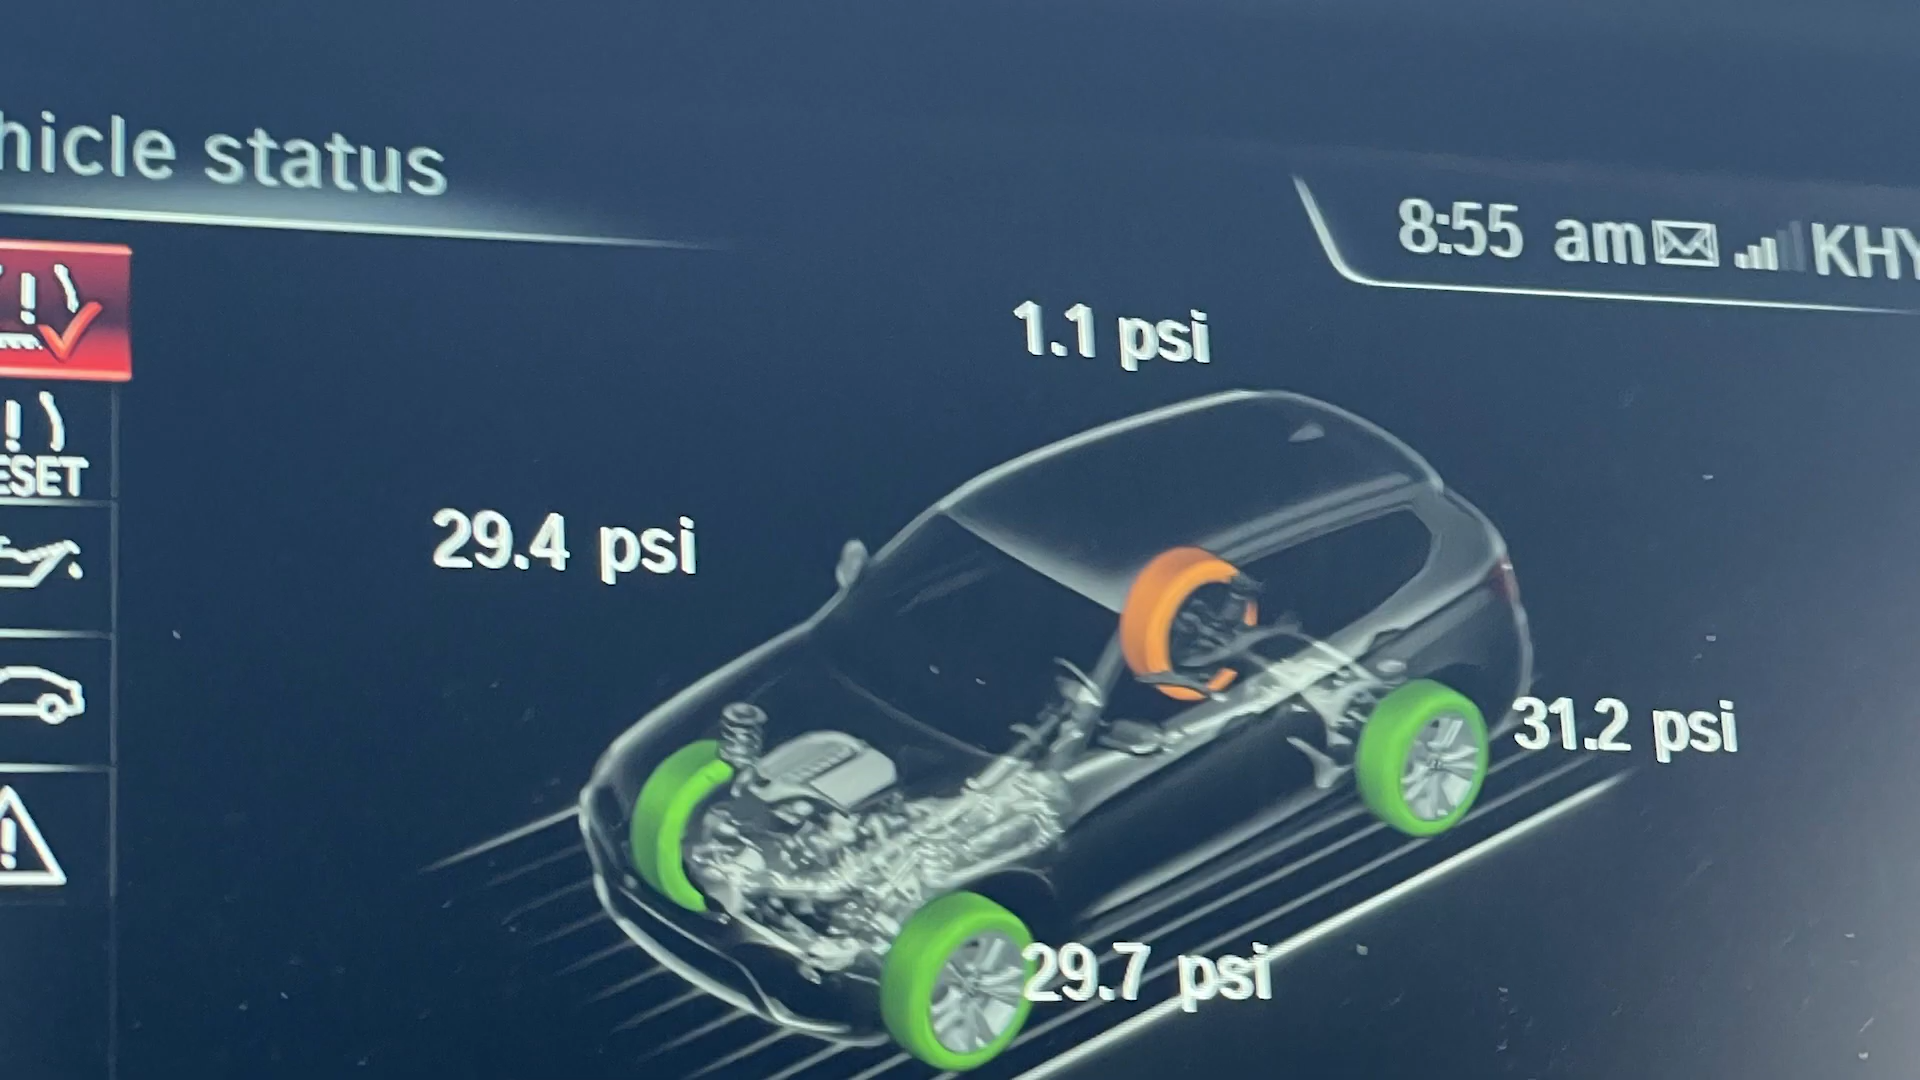 hicle status
8:55 am KHY
1.1 psi
ESET
29.4 psi
31.2 psi
29.7 psi